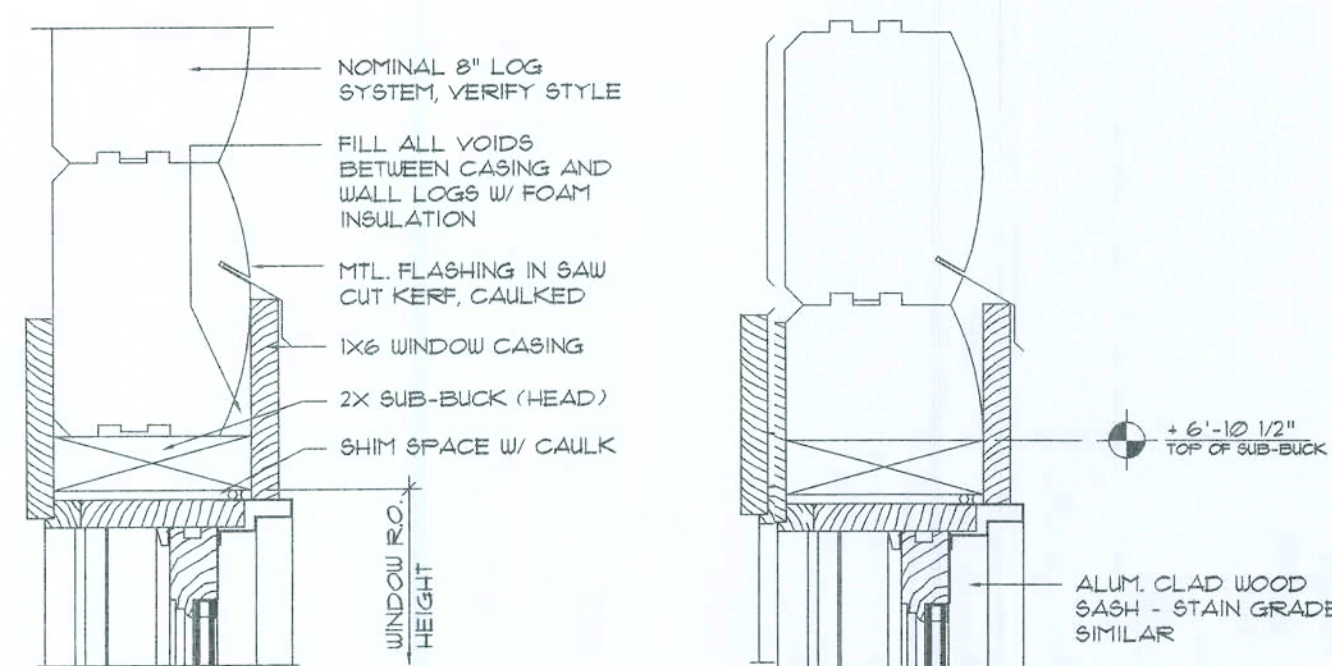 NOMINAL 8" LOG
SYSTEM, VERIFY STYLE
FILL ALL VOIDS
BETWEEN CASING AND
WALL LOGS W/ FOAM
INSULATION
MTL. FLASHING IN SAW
CUT KERF, CAULKED
1X6 WINDOW CASING
2X SUB-BUCK (HEAD)
SHIM SPACE W/ CAULK
WINDOW R.O.
HEIGHT
+ 6'-10 1/2"
TOP OF SUB-BUCK
ALUM. CLAD WOOD
SASH - STAIN GRADE
SIMILAR